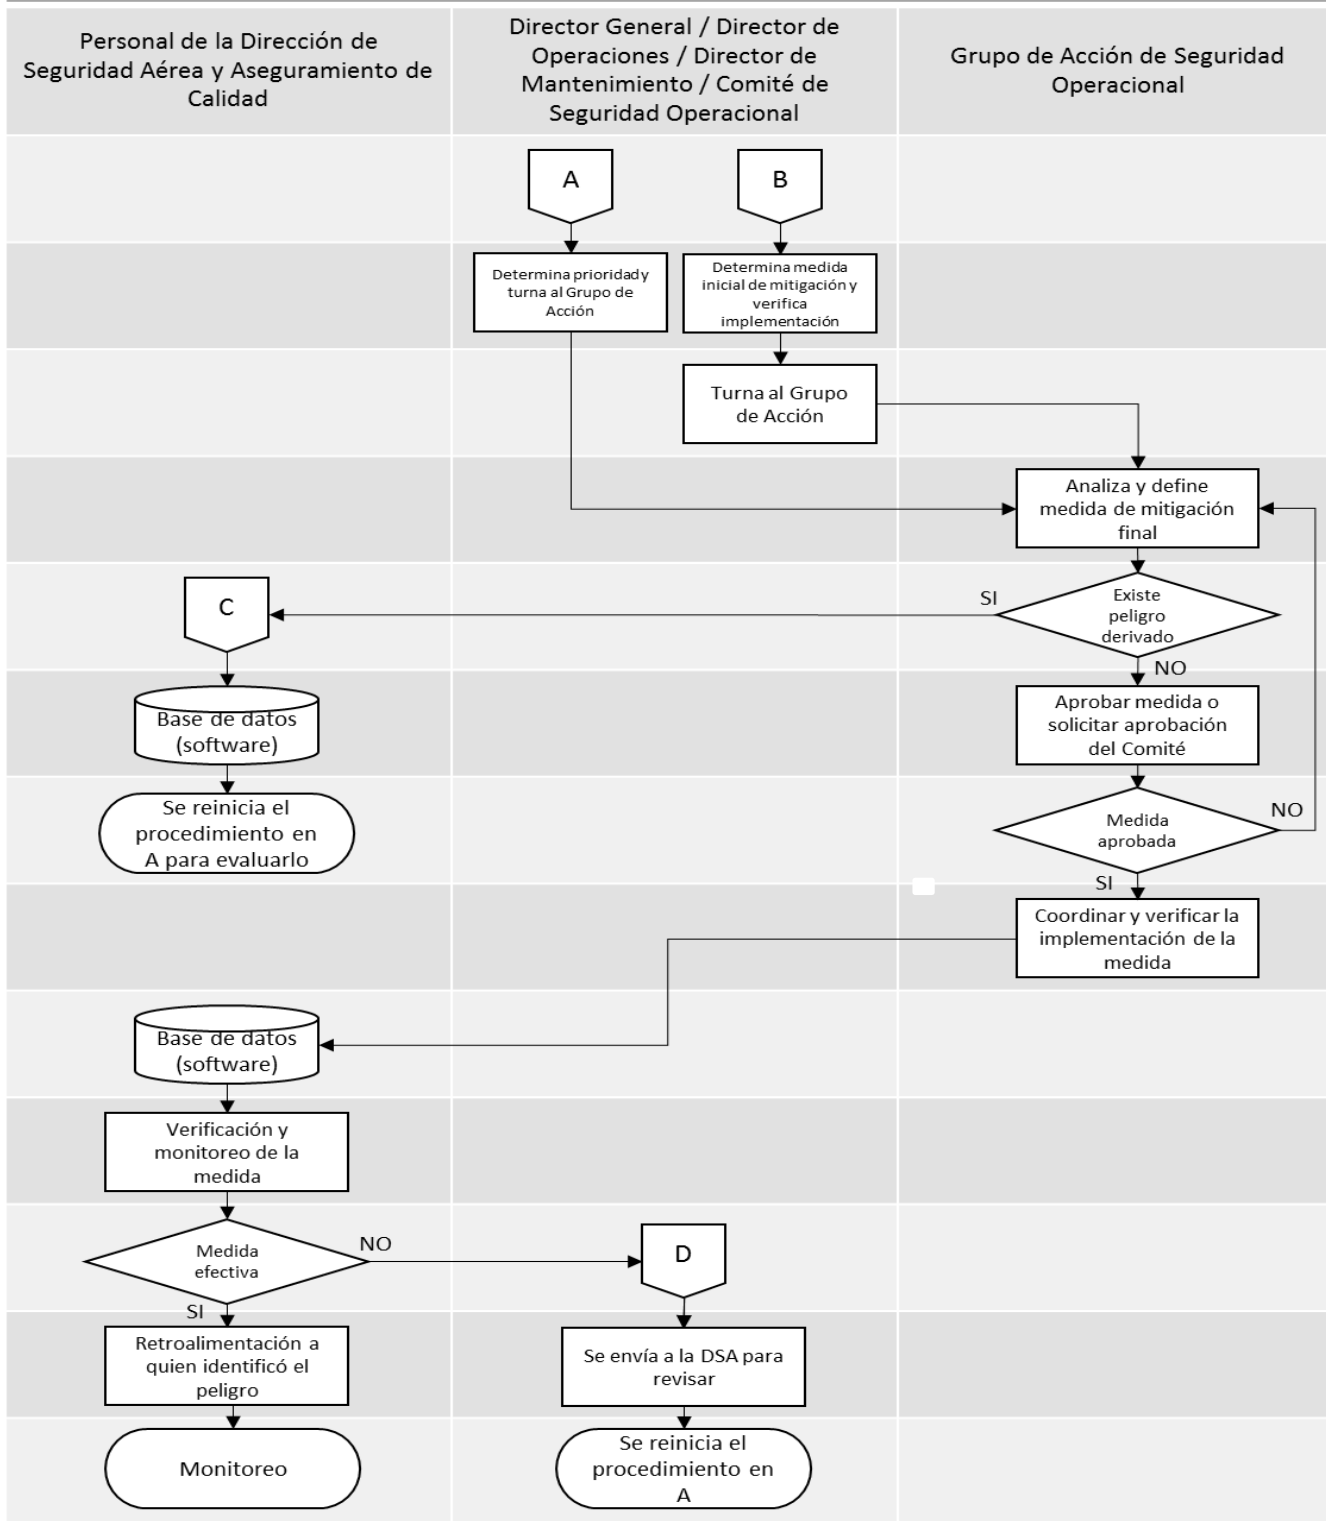 Personal de la Dirección de
Seguridad Aérea y Aseguramiento de
Calidad
Director General / Director de
Operaciones / Director de
Mantenimiento / Comité de
Seguridad Operacional
Grupo de Acción de Seguridad
Operacional
A
B
Determina prioridad y
turna al Grupo de
Acción
Determina medida
inicial de mitigación y
verifica
implementación
Turna al Grupo
de Acción
Analiza y define
medida de mitigación
final
C
SI
Existe
peligro
derivado
NO
Base de datos
(software)
Aprobar medida o
solicitar aprobación
del Comité
Se reinicia el
procedimiento en
A para evaluarlo
Medida
aprobada
NO
SI
Coordinar y verificar la
implementación de la
medida
Base de datos
(software)
Verificación y
monitoreo de la
medida
Medida
efectiva
NO
D
SI
Retroalimentación a
quien identificó el
peligro
Se envía a la DSA para
revisar
Monitoreo
Se reinicia el
procedimiento en
A